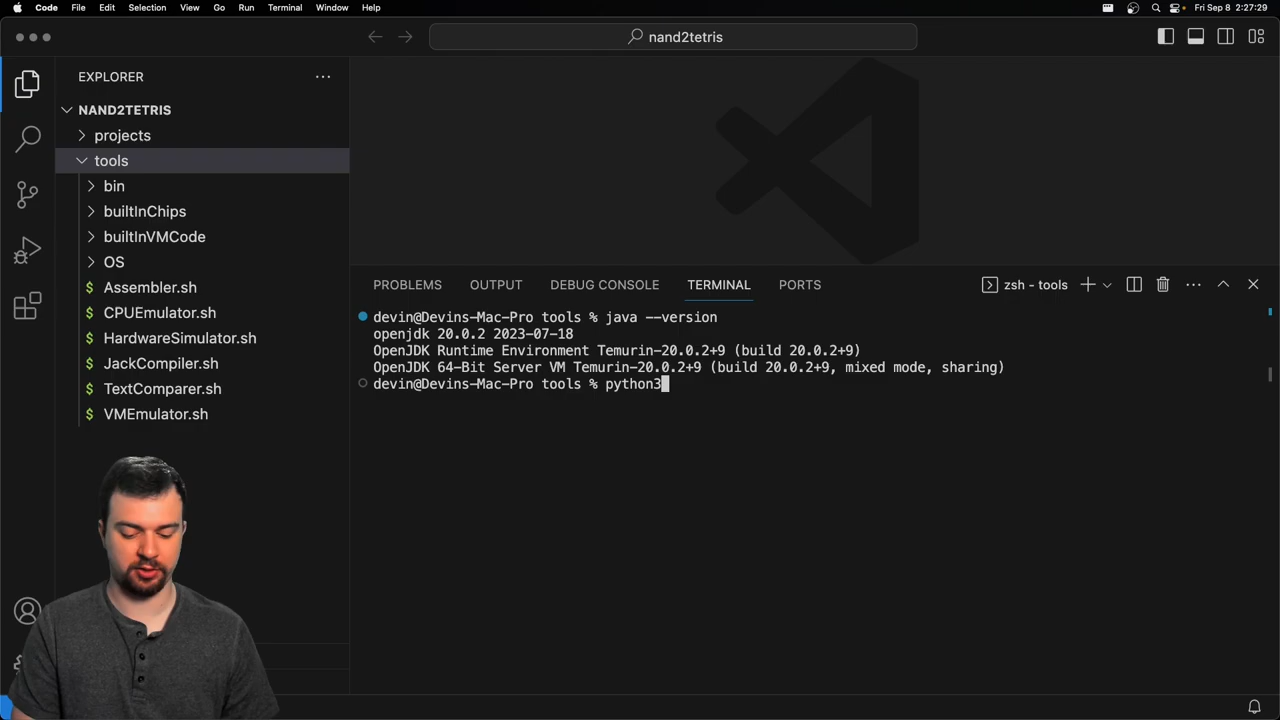 Code File Edit Selection View Go Run Terminal Window Help Fri Sep 8 2:27:29
nand2tetris
EXPLORER
NAND2TETRIS
projects
tools
bin
builtInChips
builtInVMCode
OS
$ Assembler.sh
$ CPUEmulator.sh
$ HardwareSimulator.sh
$ JackCompiler.sh
$ TextComparer.sh
$ VMEmulator.sh
PROBLEMS OUTPUT DEBUG CONSOLE TERMINAL PORTS zsh - tools
devin@Devins-Mac-Pro tools % java --version
openjdk 20.0.2 2023-07-18
OpenJDK Runtime Environment Temurin-20.0.2+9 (build 20.0.2+9)
OpenJDK 64-Bit Server VM Temurin-20.0.2+9 (build 20.0.2+9, mixed mode, sharing)
devin@Devins-Mac-Pro tools % python3